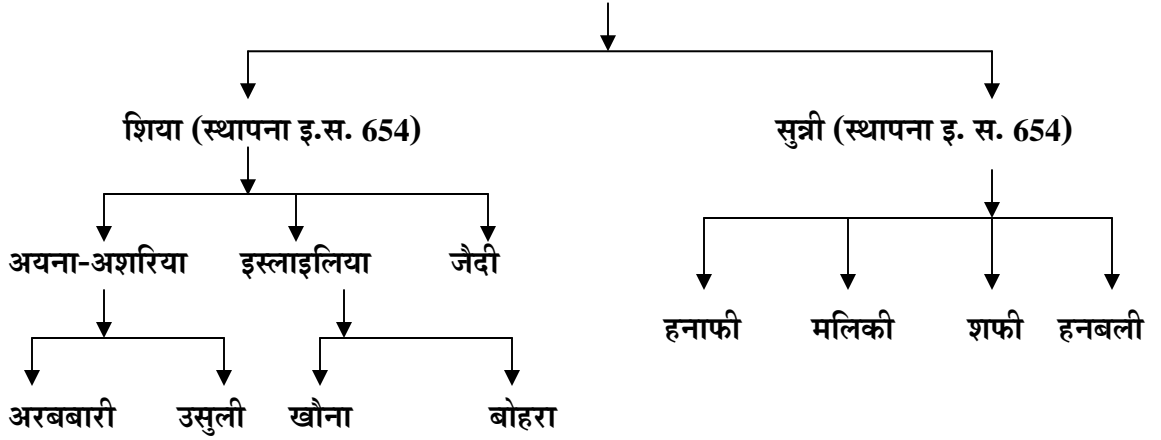 शिया (स्थापना इ.स. 654) सुन्नी (स्थापना इ. स. 654)
अयना-अशरिया इस्लाइलिया जैदी
हनाफी मलिकी शफी हनबली
अरबबारी उसुली खौना बोहरा